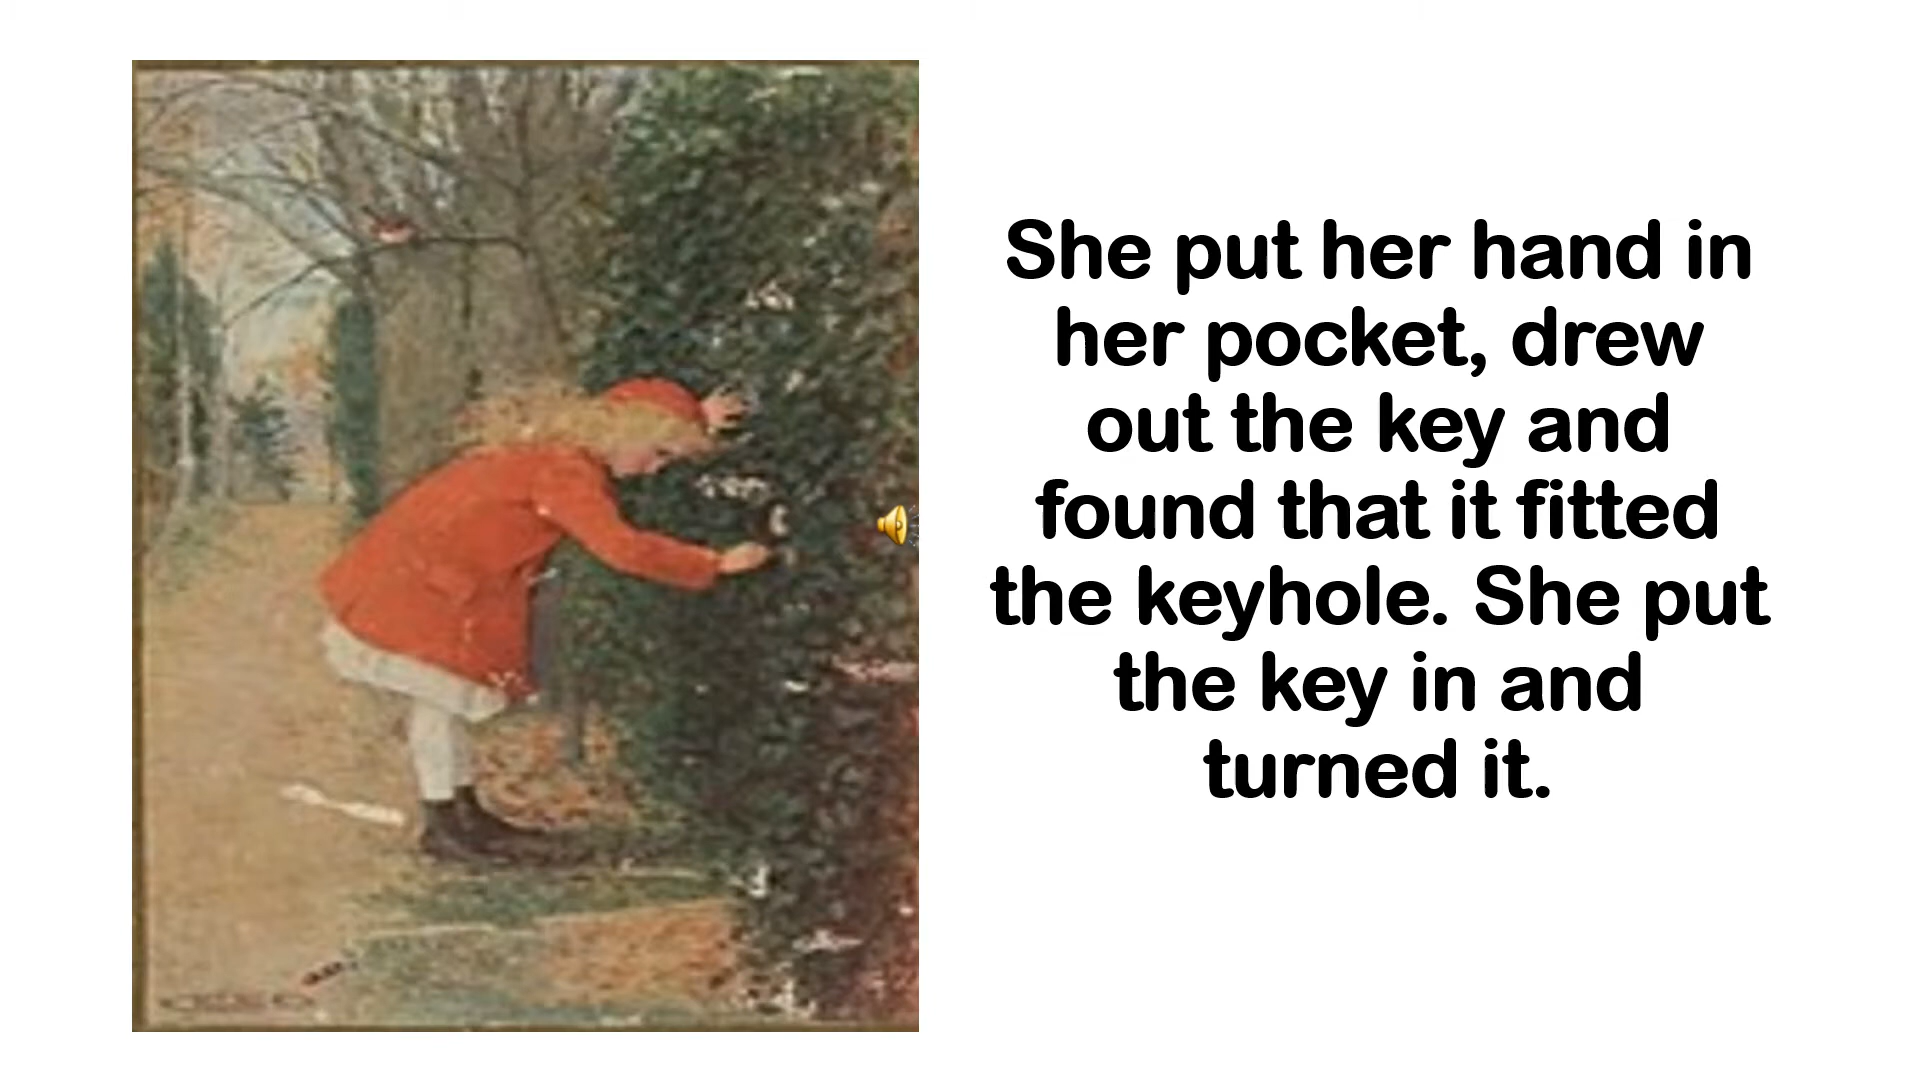 She put her hand in
her pocket, drew
out the key and
found that it fitted
the keyhole. She put
the key in and
turned it.